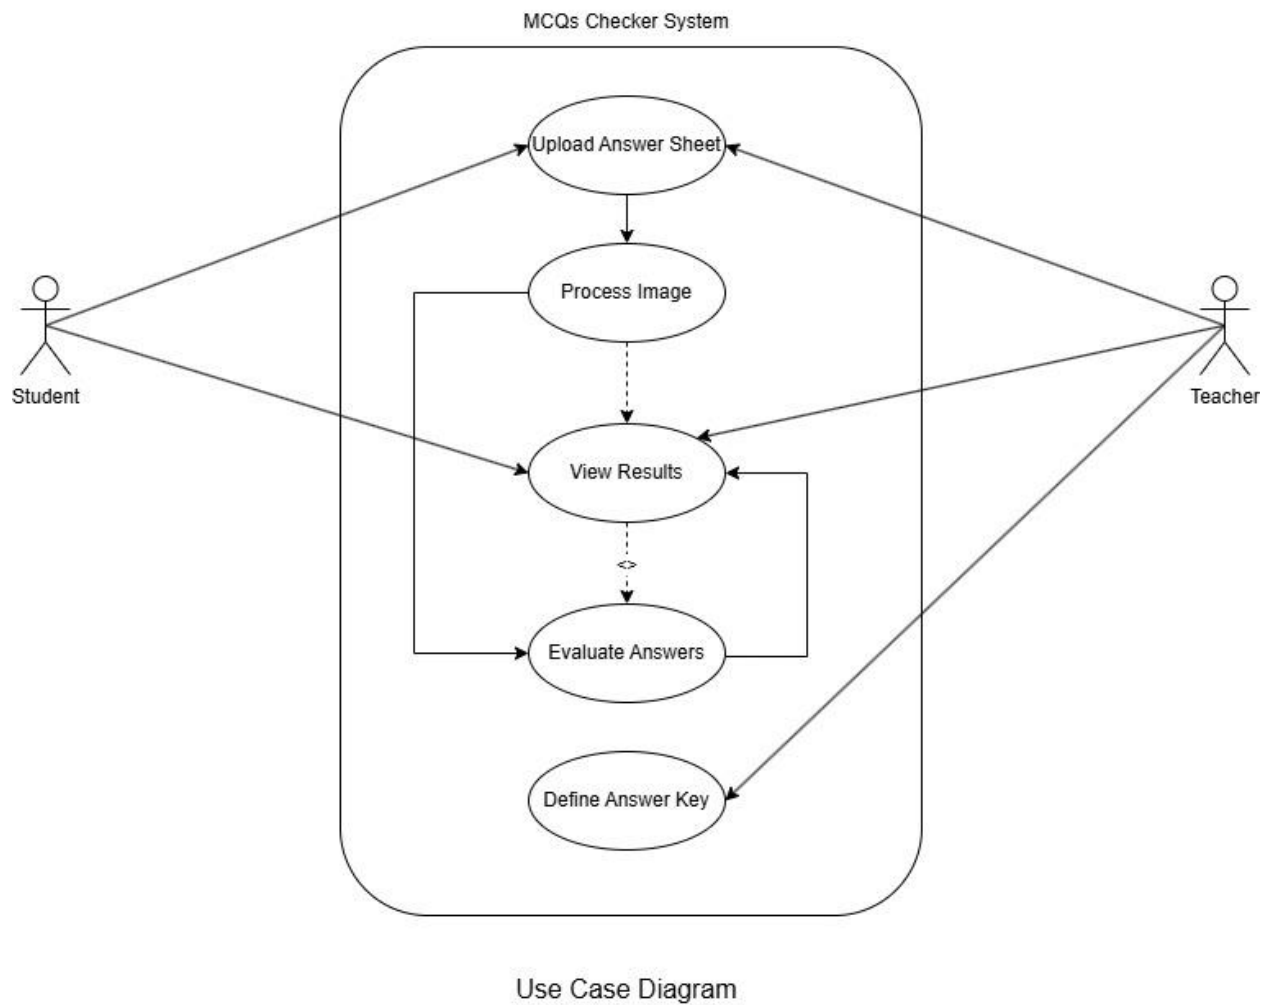 MCQs Checker System
Upload Answer Sheet
Process Image
Student
Teacher
View Results
<>
Evaluate Answers
Define Answer Key
Use Case Diagram